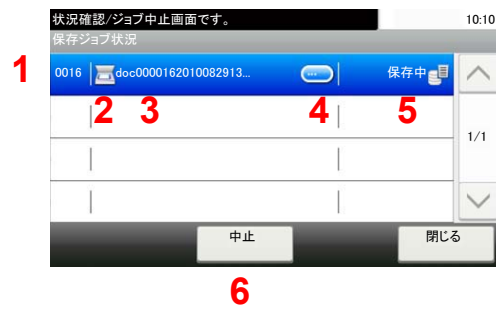 状況確認/ジョブ中止画面です。 10:10
保存ジョブ状況
1 0016 doc0000162010082913... ... 保存中
2 3 4 5
1/1
中止 閉じる
6